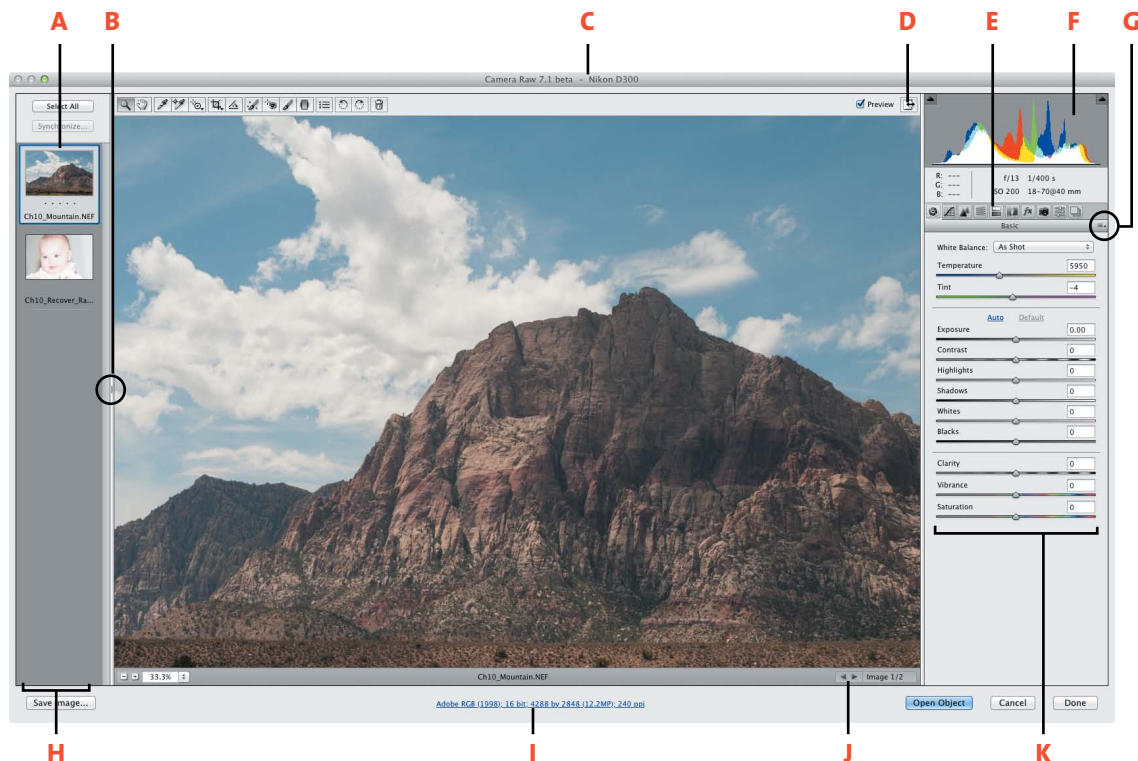 A B C D E F G
Camera Raw 7.1 beta – Nikon D300
Select All
Synchronize...
Preview
Ch10_Mountain.NEF
Ch10_Recover_Ra...
R: ---
G: ---
B: ---
f/13 1/400 s
ISO 200 18-70@40 mm
fx
Basic
White Balance: As Shot
Temperature 5950
Tint -4
Auto Default
Exposure 0.00
Contrast 0
Highlights 0
Shadows 0
Whites 0
Blacks 0
Clarity 0
Vibrance 0
Saturation 0
33.3%
Ch10_Mountain.NEF
Image 1/2
Save Image...
Adobe RGB (1998); 16 bit; 4288 by 2848 (12.2MP); 240 ppi
Open Object
Cancel
Done
H I J K